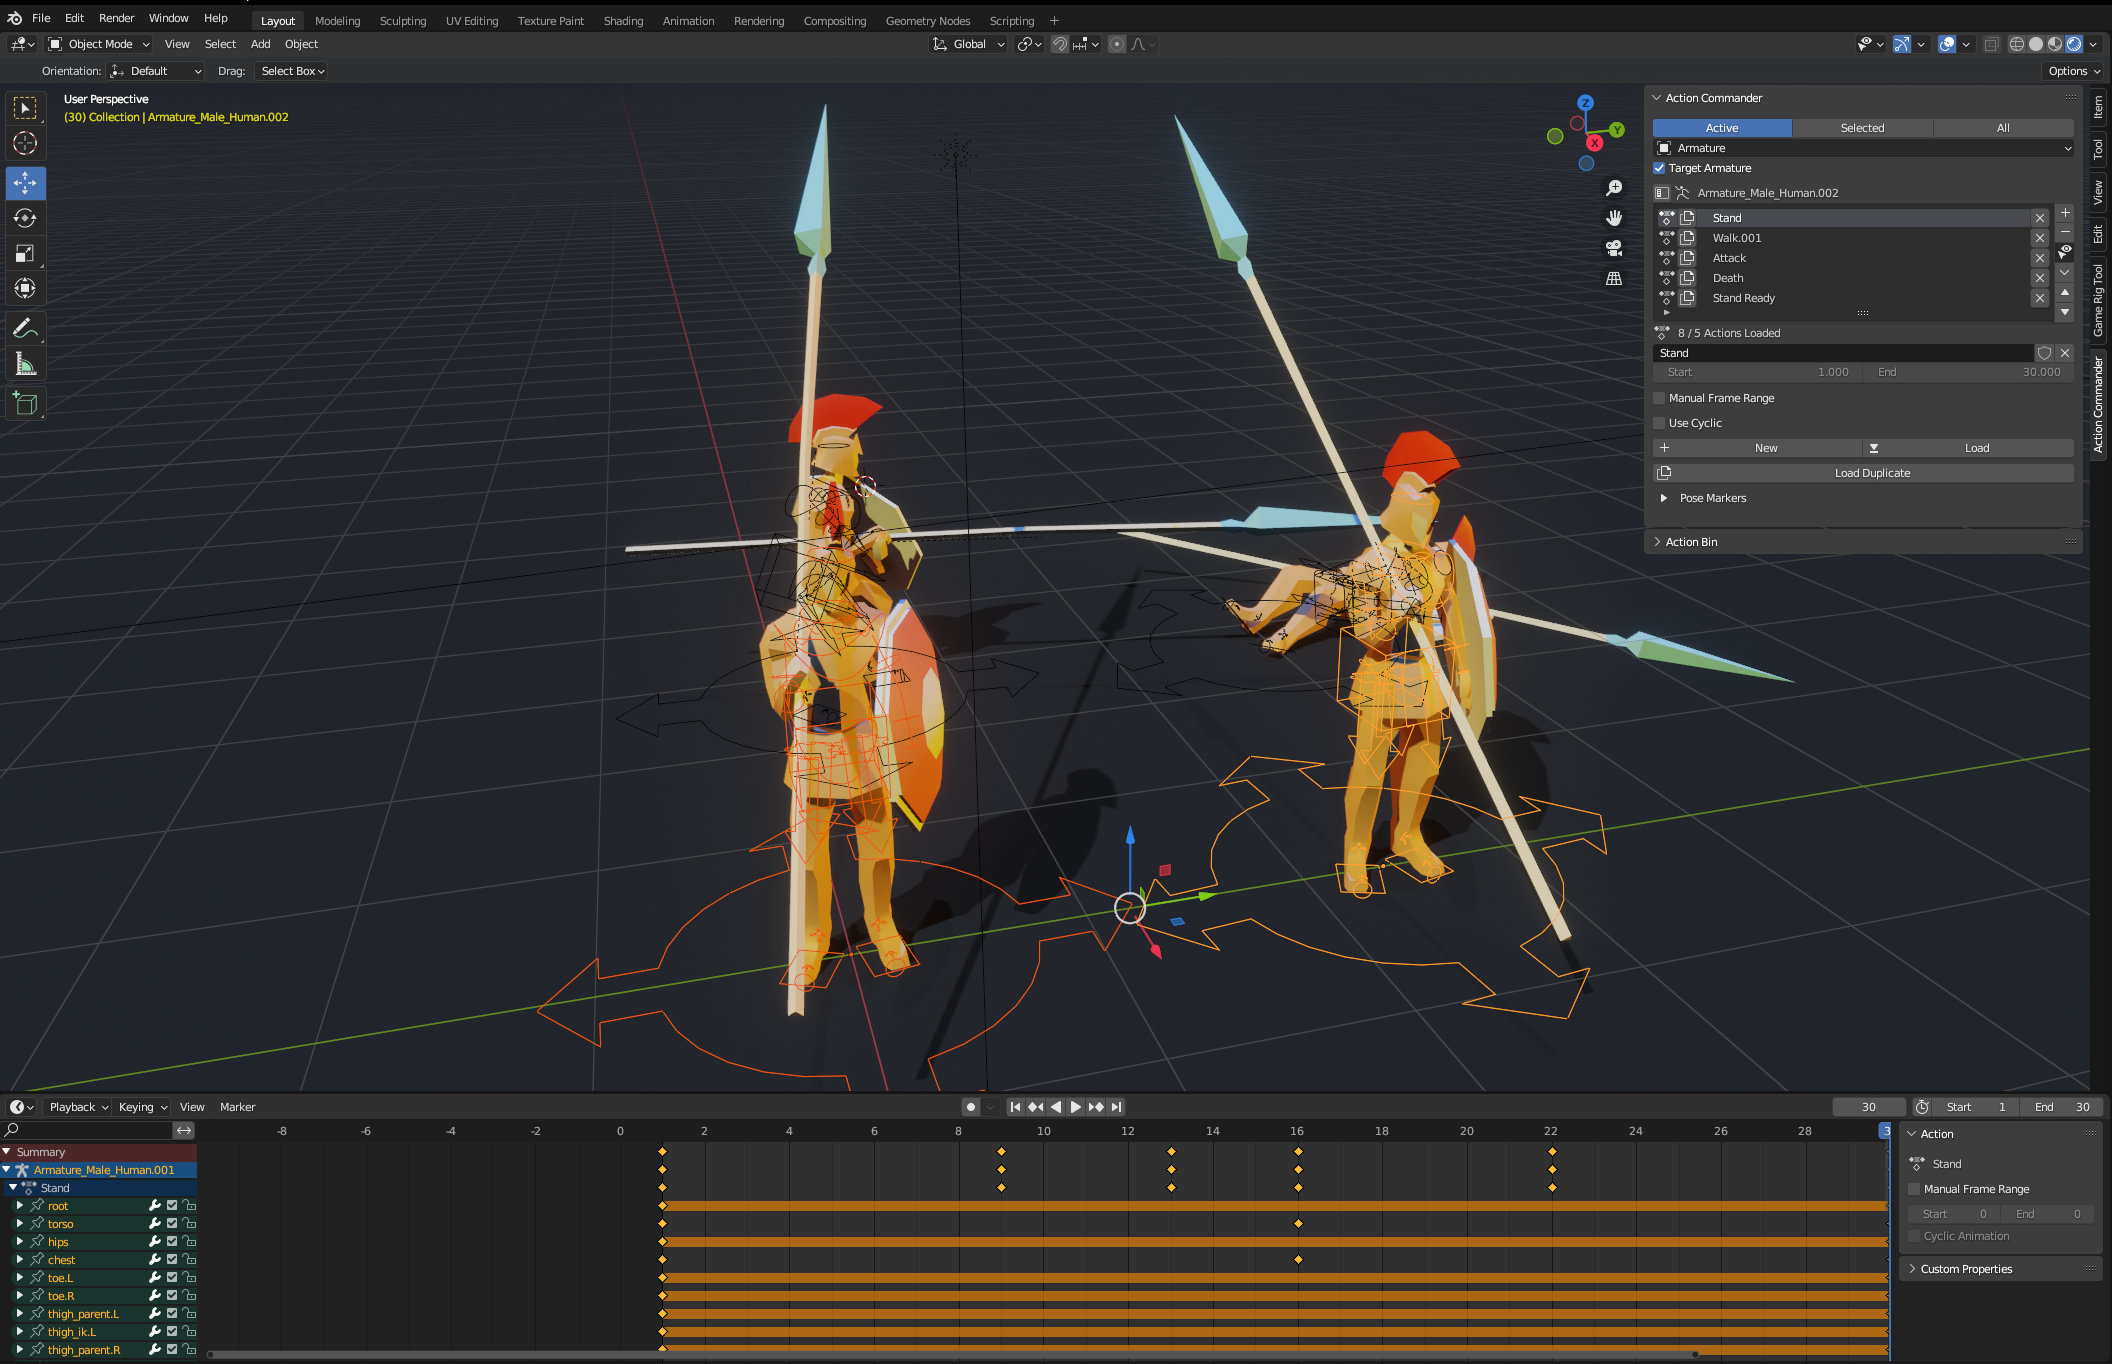 File Edit Render Window Help Layout Modeling Sculpting UV Editing Texture Paint Shading Animation Rendering Compositing Geometry Nodes Scripting +
Object Mode View Select Add Object Global
Orientation: Default Drag: Select Box Options
User Perspective
(30) Collection | Armature_Male_Human.002
Z
Y
X
Action Commander
Active Selected All
Armature
Target Armature
Armature_Male_Human.002
Stand
Walk.001
Attack
Death
Stand Ready
8 / 5 Actions Loaded
Stand
Start 1.000 End 30.000
Manual Frame Range
Use Cyclic
New Load
Load Duplicate
Pose Markers
Action Bin
Item
Tool
View
Edit
Game Rig Tool
Action Commander
Playback Keying View Marker 30 Start 1 End 30
-8 -6 -4 -2 0 2 4 6 8 10 12 14 16 18 20 22 24 26 28 3
Summary
Armature_Male_Human.001
Stand
root
torso
hips
chest
toe.L
toe.R
thigh_parent.L
thigh_ik.L
thigh_parent.R
Action
Stand
Manual Frame Range
Start 0 End 0
Cyclic Animation
Custom Properties